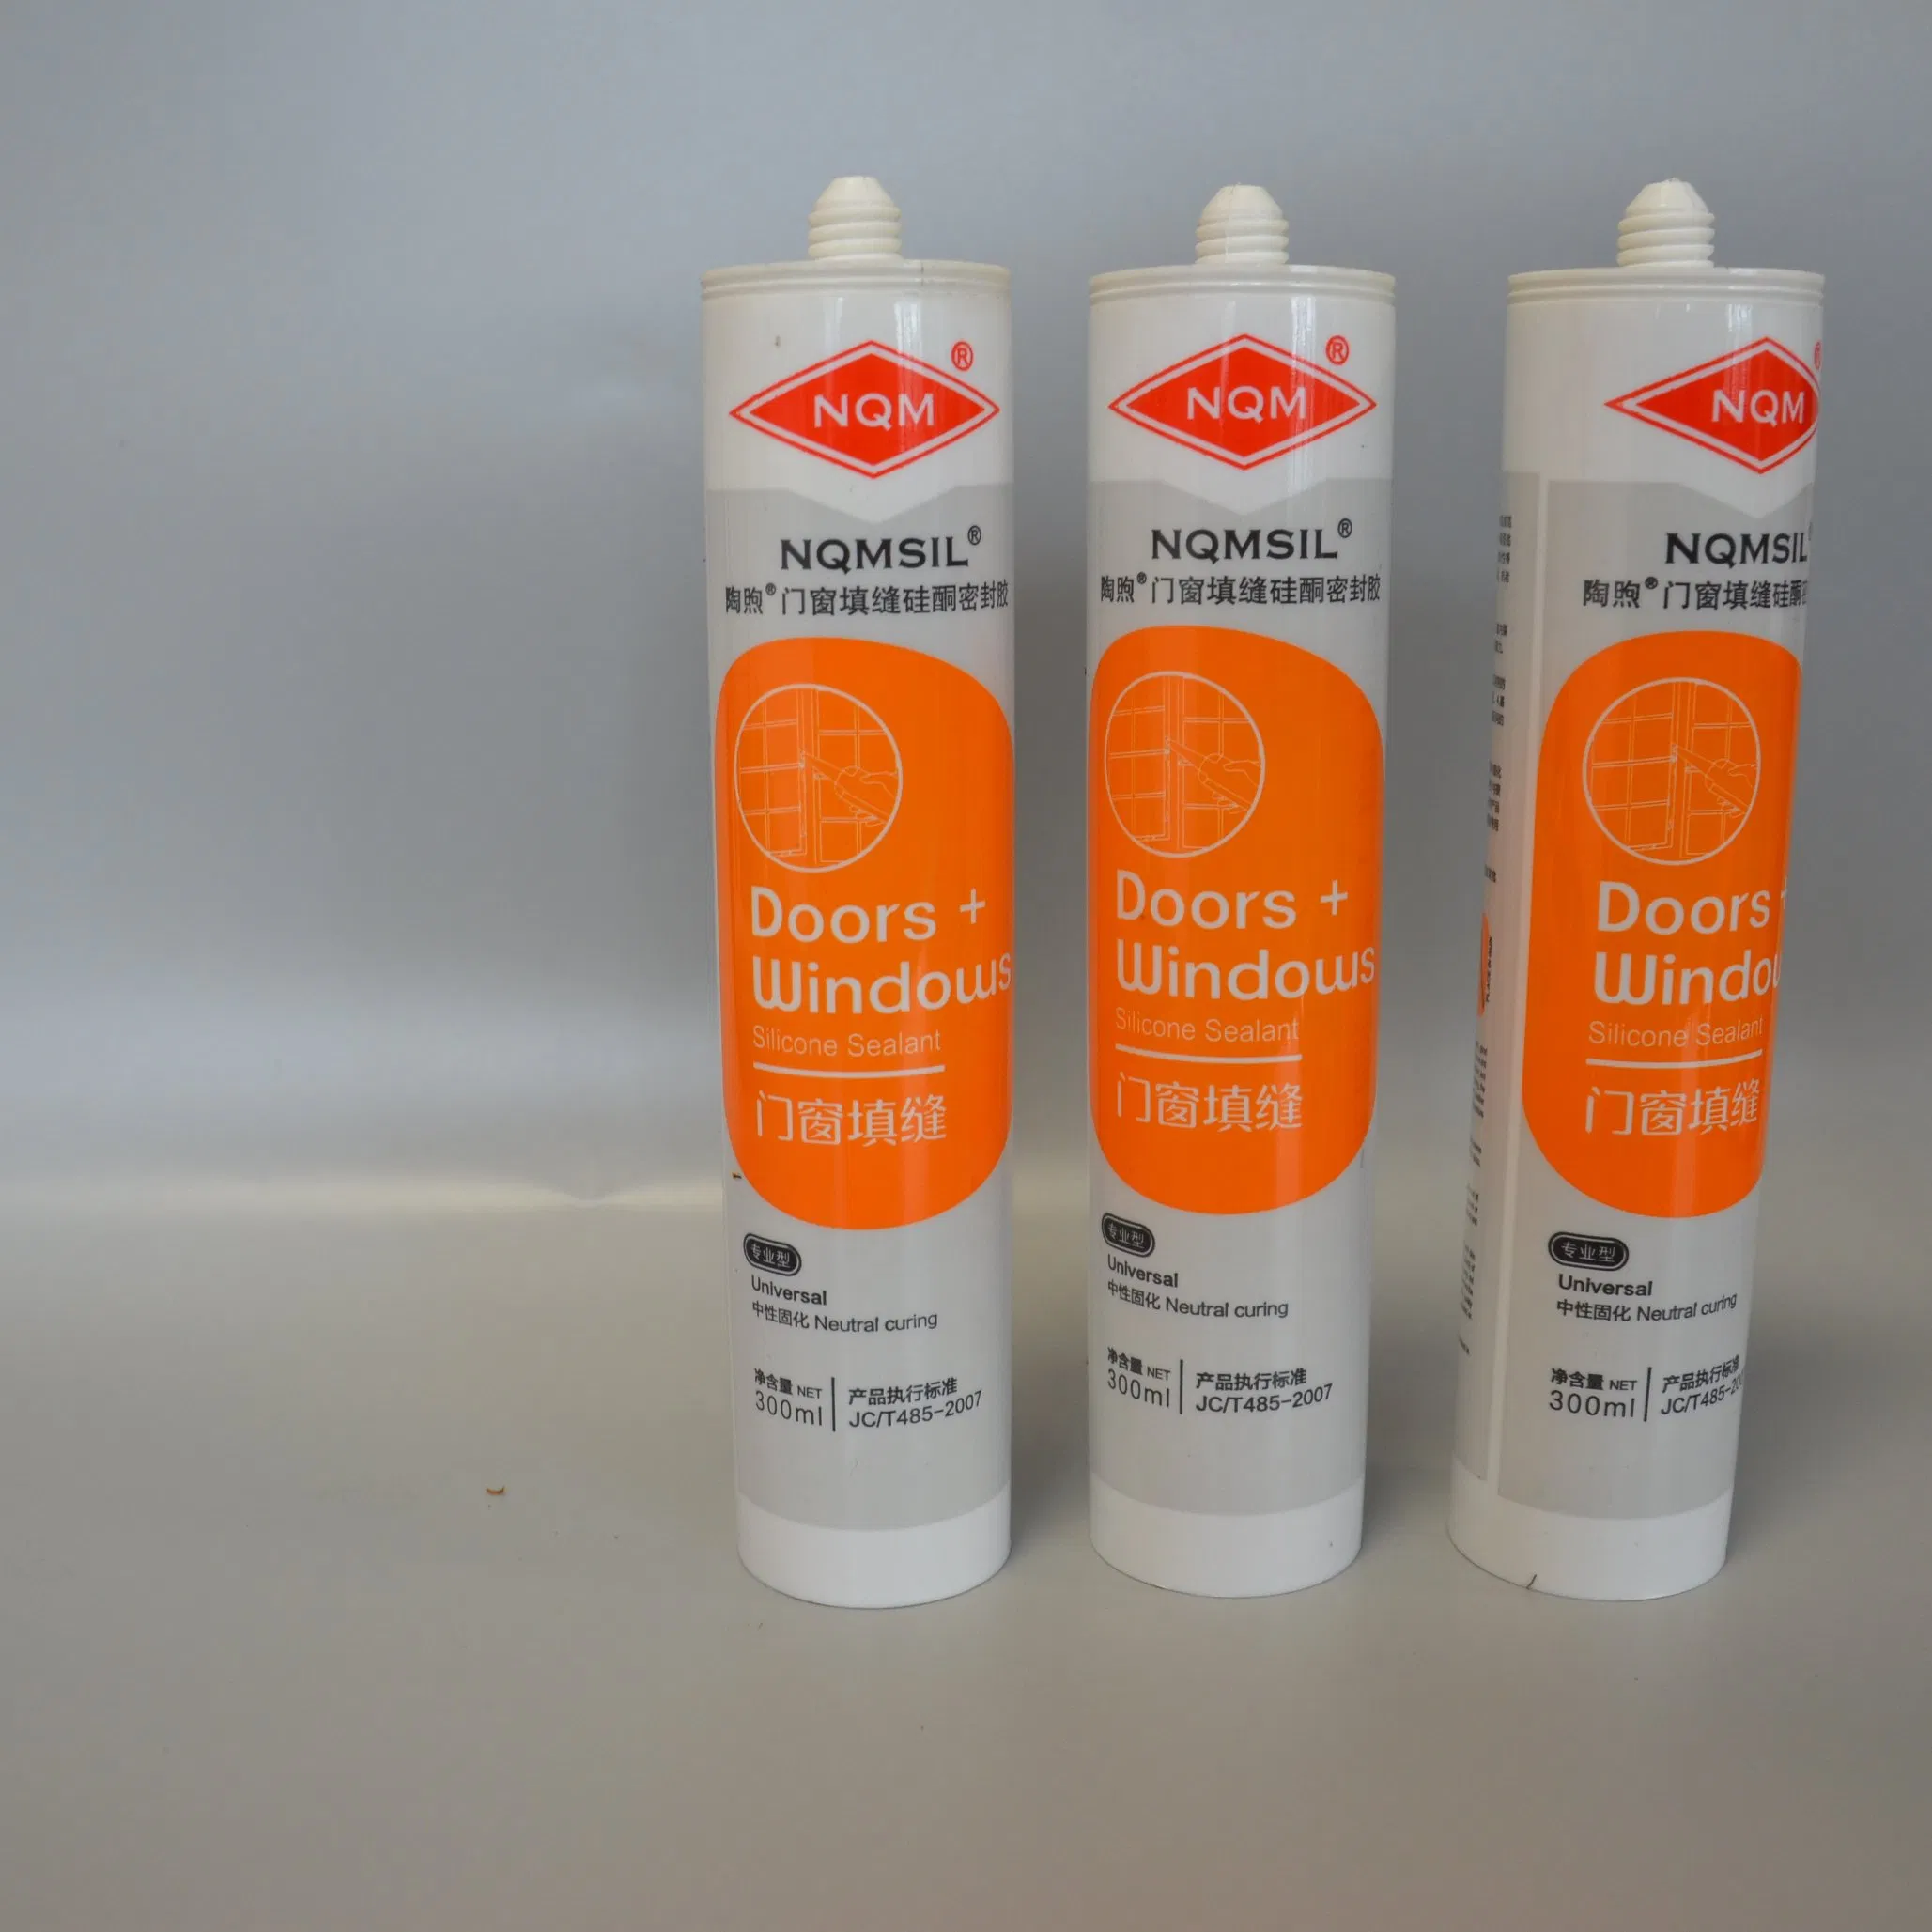 NQM®
NQMSIL®
陶煦®门窗填缝硅酮密封胶
Doors +
Windows
Silicone Sealant
门窗填缝
专业型
Universal
中性固化 Neutral curing
净含量 NET
300ml
产品执行标准
JC/T485-2007
NQM®
NQMSIL®
陶煦®门窗填缝硅酮密封胶
Doors +
Windows
Silicone Sealant
门窗填缝
专业型
Universal
中性固化 Neutral curing
净含量 NET
300ml
产品执行标准
JC/T485-2007
NQM®
NQMSIL
陶煦®门窗填缝硅酮
Doors +
Windo
Silicone Sealant
门窗填缝
专业型
Universal
中性固化 Neutral curing
净含量 NET
300ml
产品执行标准
JC/T485-200